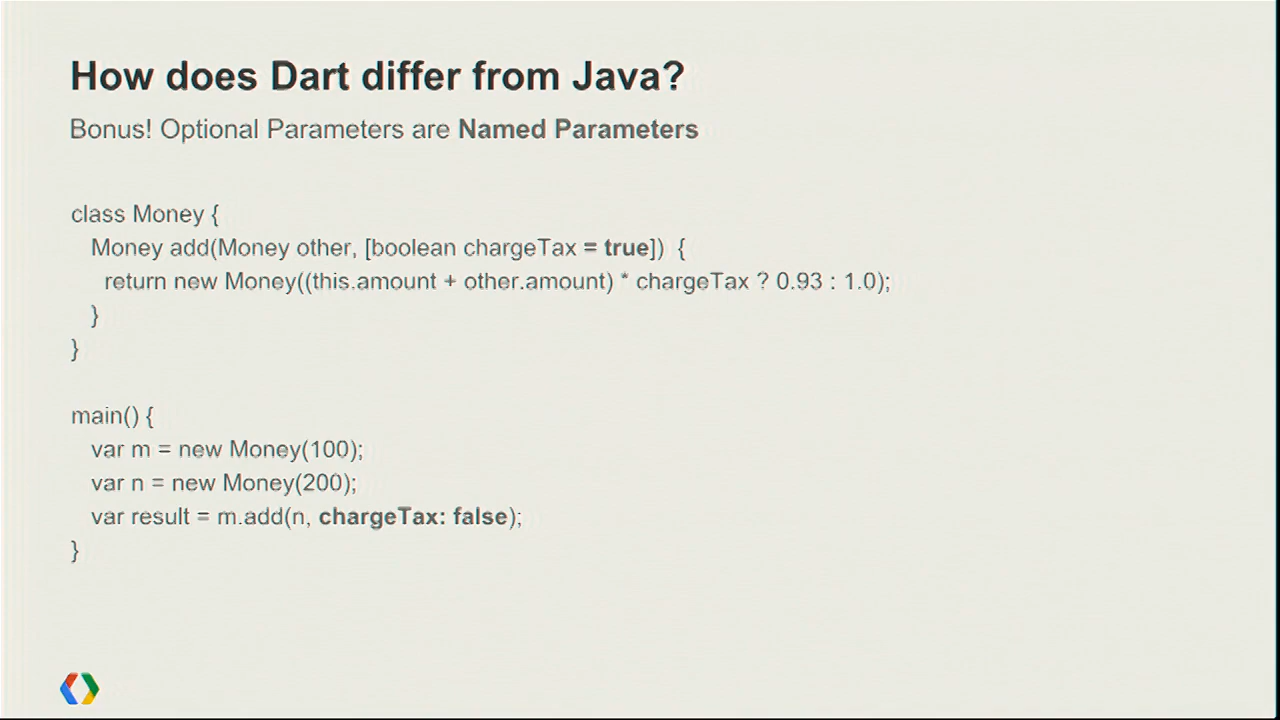 How does Dart differ from Java?
Bonus! Optional Parameters are Named Parameters
class Money {
Money add(Money other, [boolean chargeTax = true]) {
return new Money((this.amount + other.amount) * chargeTax ? 0.93 : 1.0);
}
}
main() {
var m = new Money(100);
var n = new Money(200);
var result = m.add(n, chargeTax: false);
}